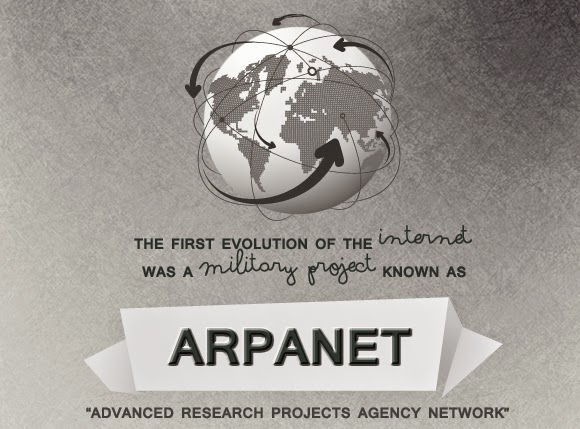 THE FIRST EVOLUTION OF THE internet
WAS A military project KNOWN AS
ARPANET
"ADVANCED RESEARCH PROJECTS AGENCY NETWORK"